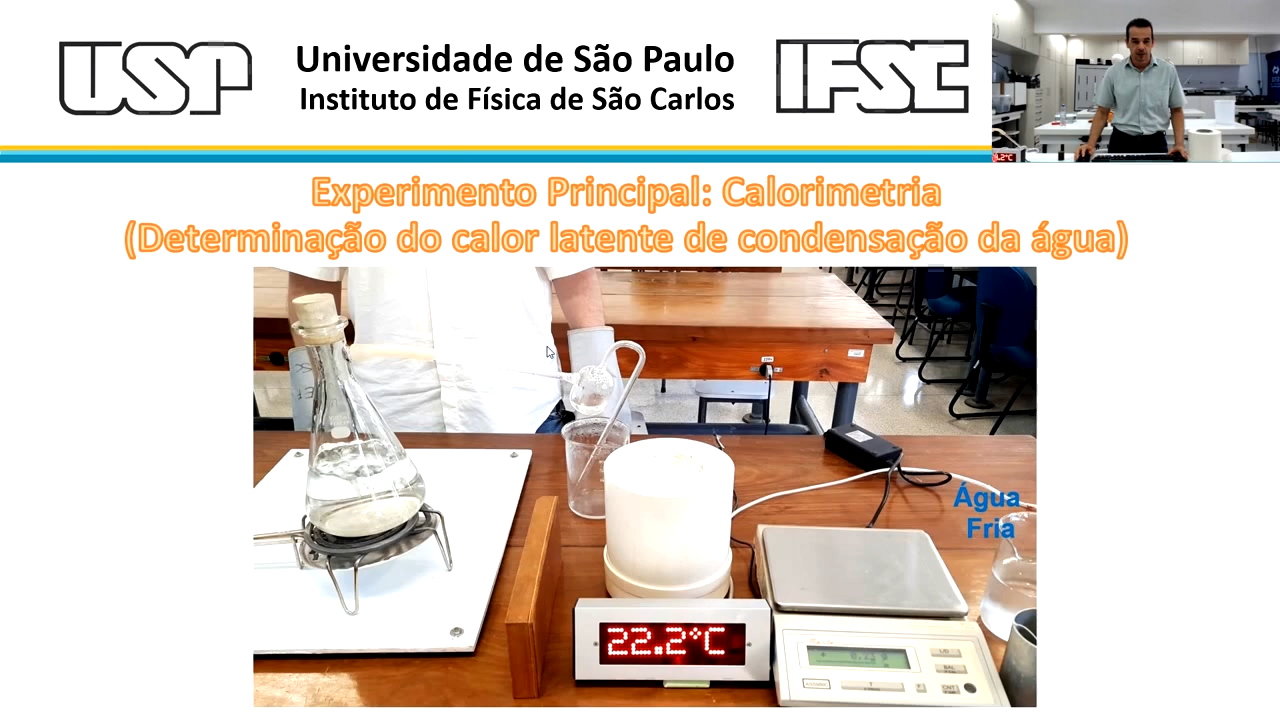 USP
Universidade de São Paulo
Instituto de Física de São Carlos
IFSC
Experimento Principal: Calorimetria
(Determinação do calor latente de condensação da água)
Água
Fria
22.2°C